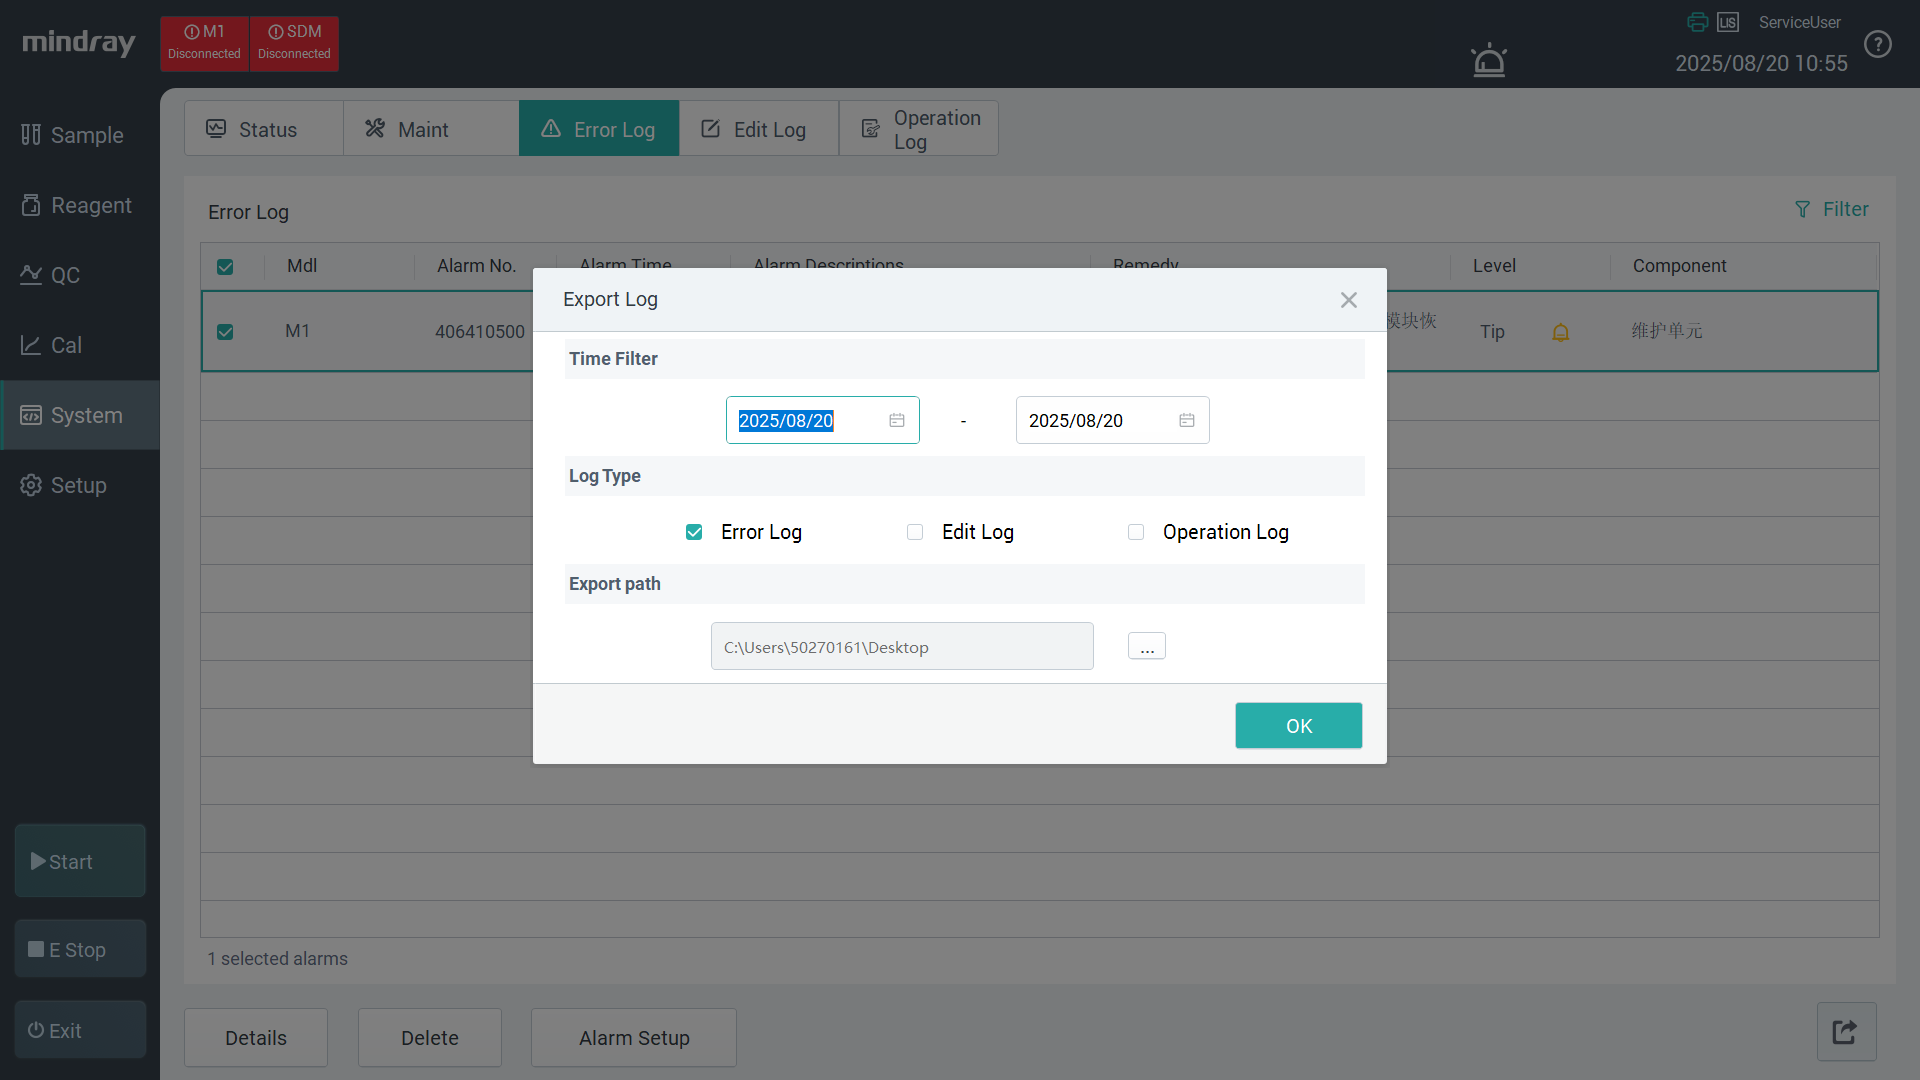 mindray
M1
Disconnected
SDM
Disconnected
LIS
ServiceUser
2025/08/20 10:55
?
Sample
Reagent
QC
Cal
System
Setup
Start
E Stop
Exit
Status
Maint
Error Log
Edit Log
Operation
Log
Error Log
Filter
Mdl
Alarm No.
Alarm Time
Alarm Descriptions
Remedy
Level
Component
M1
406410500
模块恢
Tip
维护单元
Export Log
Time Filter
2025/08/20
-
2025/08/20
Log Type
Error Log
Edit Log
Operation Log
Export path
C:\Users\50270161\Desktop
...
OK
1 selected alarms
Details
Delete
Alarm Setup